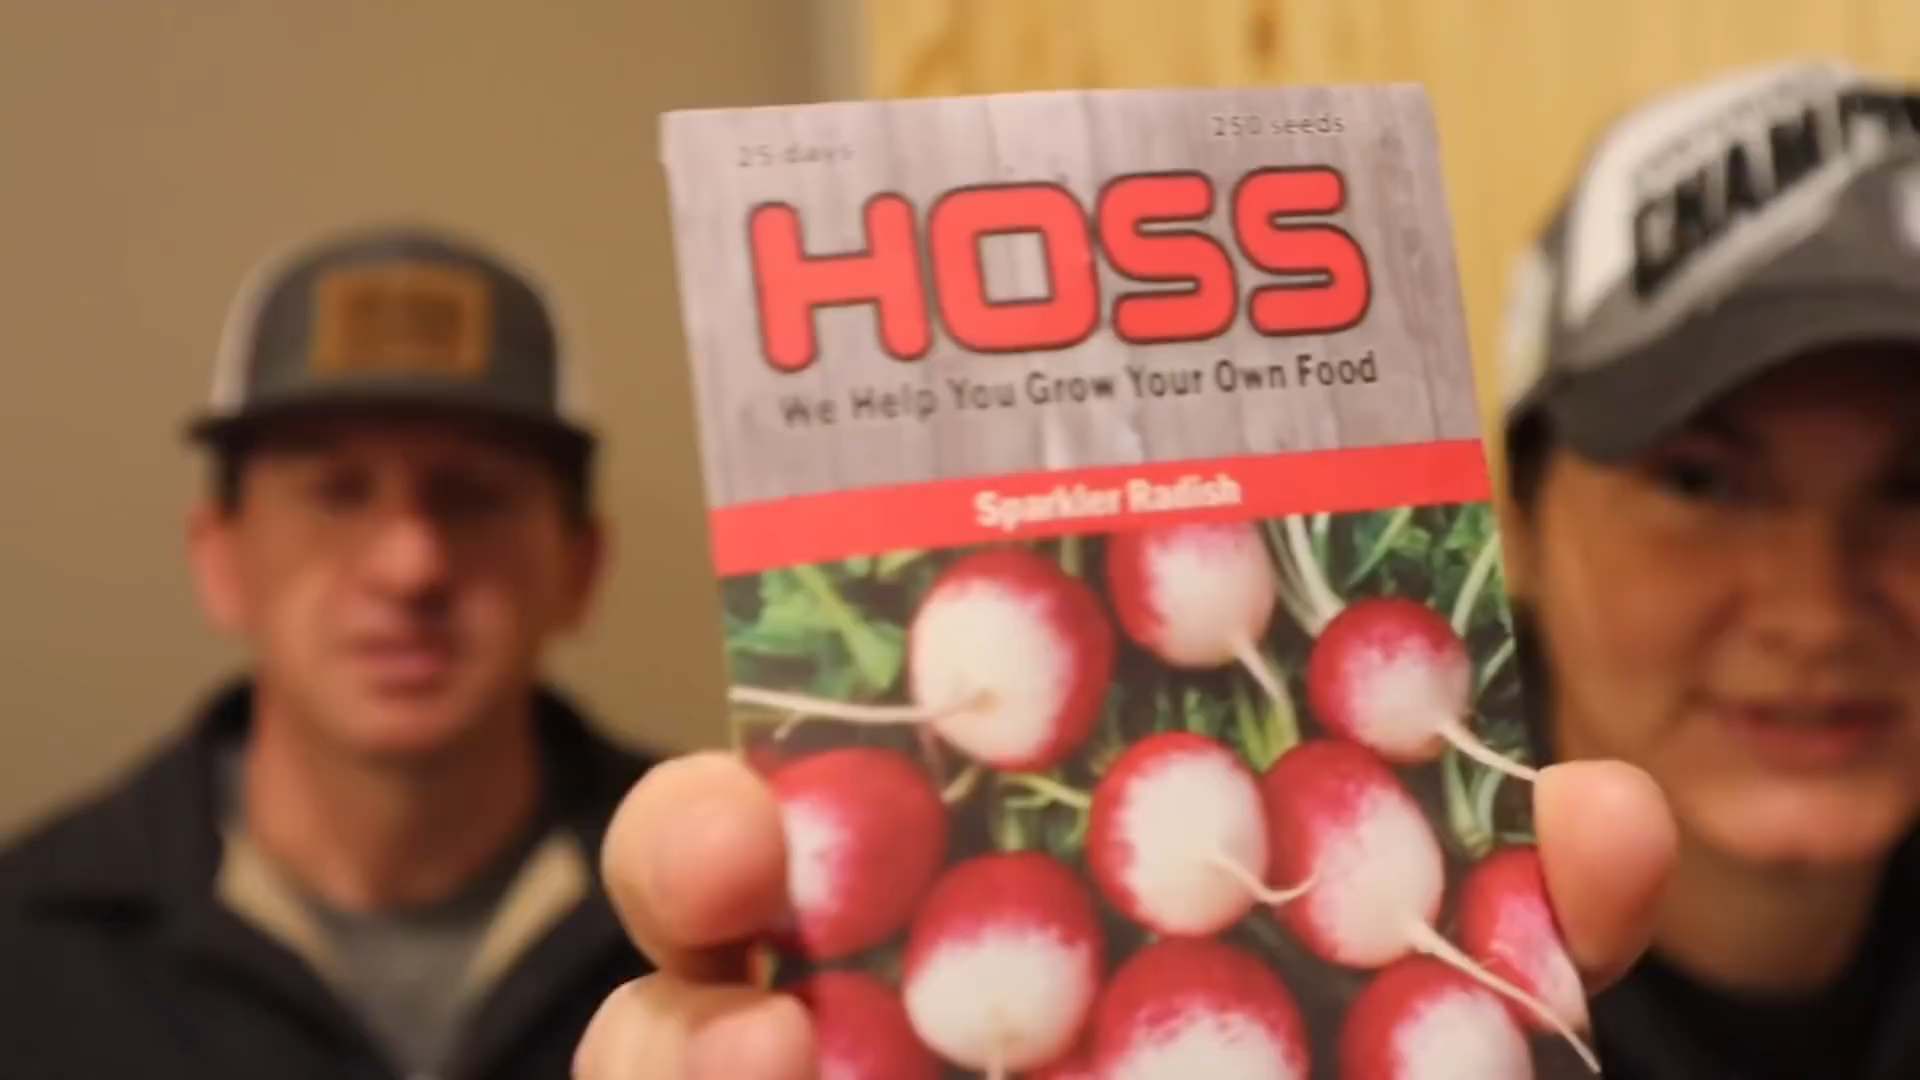 25 days
250 seeds
HOSS
We Help You Grow Your Own Food
Sparkler Radish